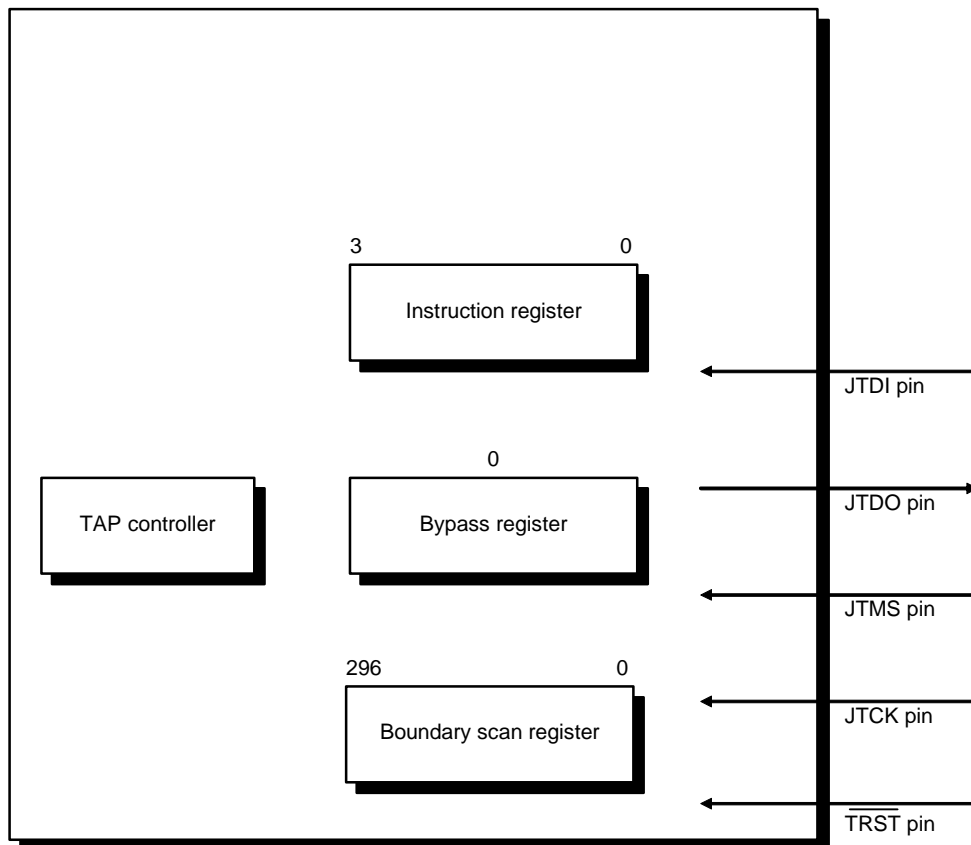 3 0
Instruction register
JTDI pin
0
TAP controller
Bypass register
JTDO pin
JTMS pin
296 0
Boundary scan register
JTCK pin
T̅R̅S̅T̅ pin